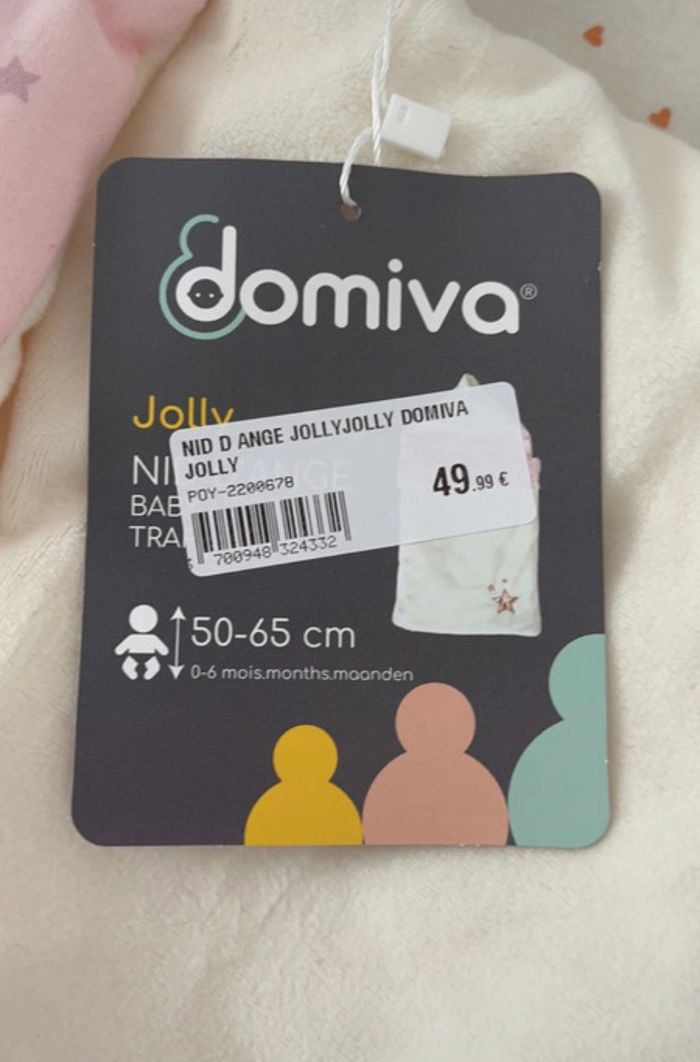 domiva®
Jolly
NID D ANGE JOLLYJOLLY DOMIVA
JOLLY
POY-2200678
49.99 €
700948 324332
50-65 cm
0-6 mois.months.maanden